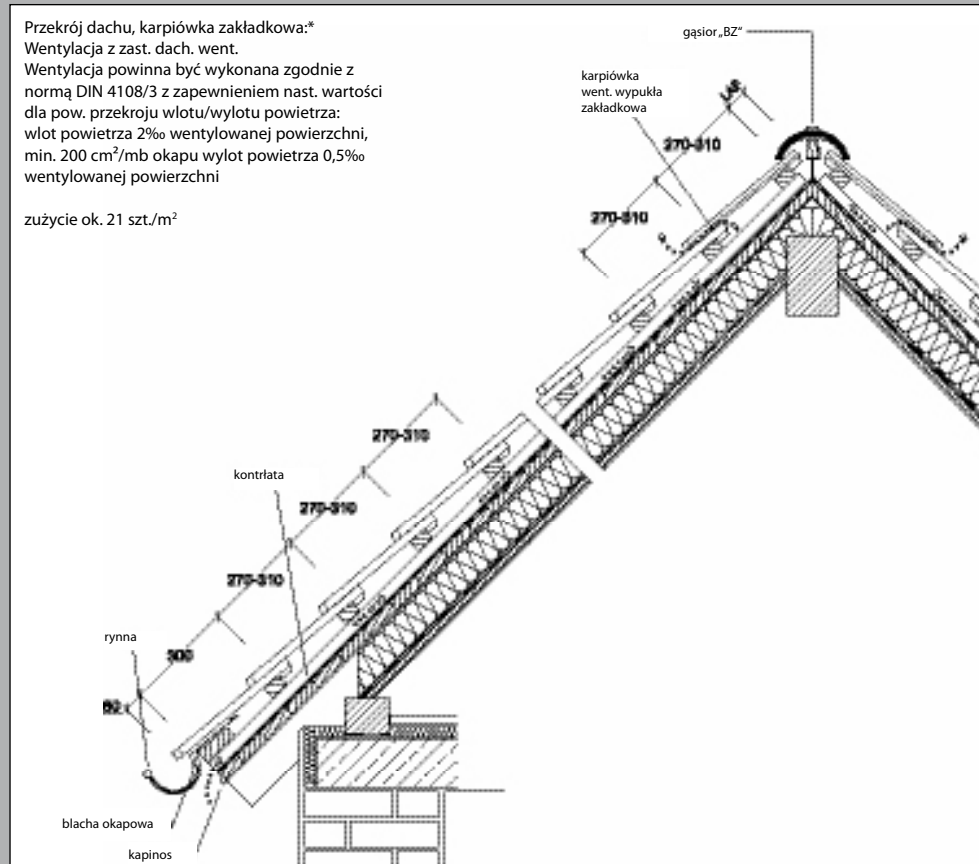 Przekrój dachu, karpiówka zakładkowa:*
Wentylacja z zast. dach. went.
Wentylacja powinna być wykonana zgodnie z
normą DIN 4108/3 z zapewnieniem nast. wartości
dla pow. przekroju wlotu/wylotu powietrza:
wlot powietrza 2‰ wentylowanej powierzchni,
min. 200 cm²/mb okapu wylot powietrza 0,5‰
wentylowanej powierzchni
zużycie ok. 21 szt./m²
gąsior „BZ"
karpiówka
went. wypukła
zakładkowa
LAF
270-310
270-310
270-310
kontrłata
270-310
270-310
rynna
300
blacha okapowa
kapinos